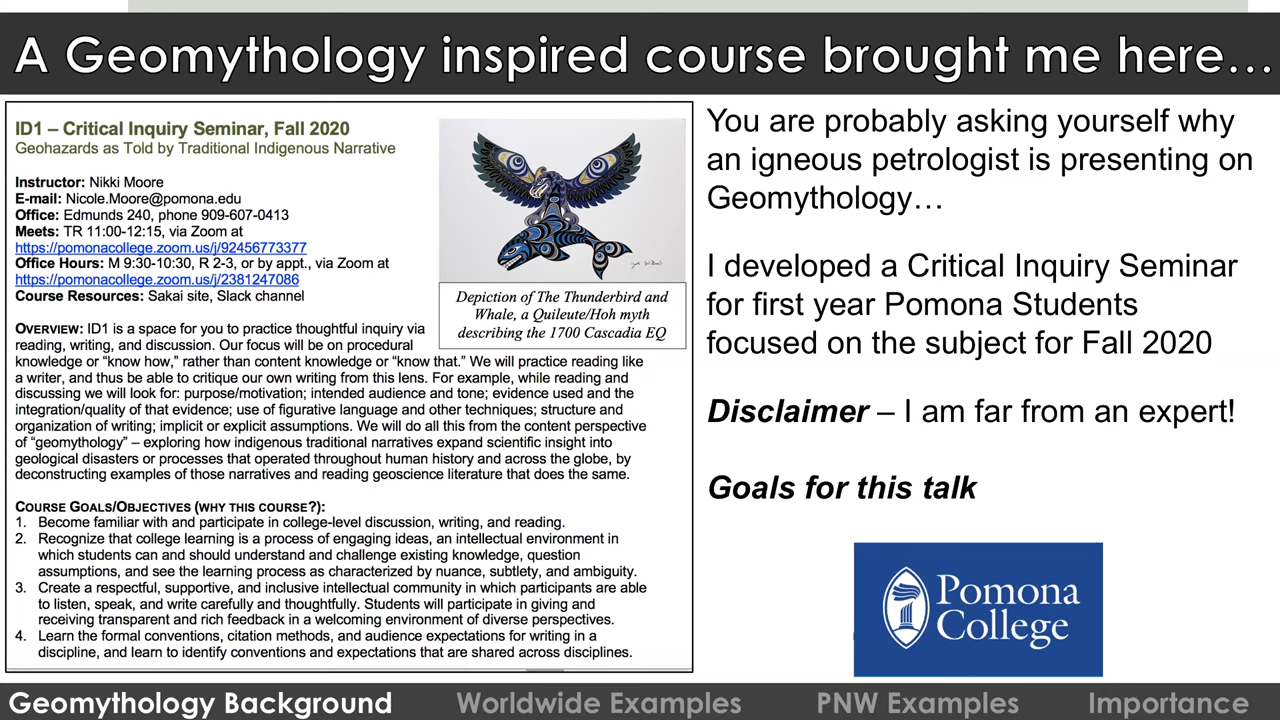 A Geomythology inspired course brought me here...
ID1 – Critical Inquiry Seminar, Fall 2020
Geohazards as Told by Traditional Indigenous Narrative
Instructor: Nikki Moore
E-mail: Nicole.Moore@pomona.edu
Office: Edmunds 240, phone 909-607-0413
Meets: TR 11:00-12:15, via Zoom at
https://pomonacollege.zoom.us/j/92456773377
Office Hours: M 9:30-10:30, R 2-3, or by appt., via Zoom at
https://pomonacollege.zoom.us/j/2381247086
Course Resources: Sakai site, Slack channel
Depiction of The Thunderbird and
Whale, a Quileute/Hoh myth
describing the 1700 Cascadia EQ
OVERVIEW: ID1 is a space for you to practice thoughtful inquiry via
reading, writing, and discussion. Our focus will be on procedural
knowledge or “know how,” rather than content knowledge or “know that.” We will practice reading like
a writer, and thus be able to critique our own writing from this lens. For example, while reading and
discussing we will look for: purpose/motivation; intended audience and tone; evidence used and the
integration/quality of that evidence; use of figurative language and other techniques; structure and
organization of writing; implicit or explicit assumptions. We will do all this from the content perspective
of “geomythology” – exploring how indigenous traditional narratives expand scientific insight into
geological disasters or processes that operated throughout human history and across the globe, by
deconstructing examples of those narratives and reading geoscience literature that does the same.
COURSE GOALS/OBJECTIVES (WHY THIS COURSE?):
1. Become familiar with and participate in college-level discussion, writing, and reading.
2. Recognize that college learning is a process of engaging ideas, an intellectual environment in
which students can and should understand and challenge existing knowledge, question
assumptions, and see the learning process as characterized by nuance, subtlety, and ambiguity.
3. Create a respectful, supportive, and inclusive intellectual community in which participants are able
to listen, speak, and write carefully and thoughtfully. Students will participate in giving and
receiving transparent and rich feedback in a welcoming environment of diverse perspectives.
4. Learn the formal conventions, citation methods, and audience expectations for writing in a
discipline, and learn to identify conventions and expectations that are shared across disciplines.
You are probably asking yourself why
an igneous petrologist is presenting on
Geomythology…
I developed a Critical Inquiry Seminar
for first year Pomona Students
focused on the subject for Fall 2020
Disclaimer – I am far from an expert!
Goals for this talk
Pomona
College
Geomythology Background Worldwide Examples PNW Examples Importance